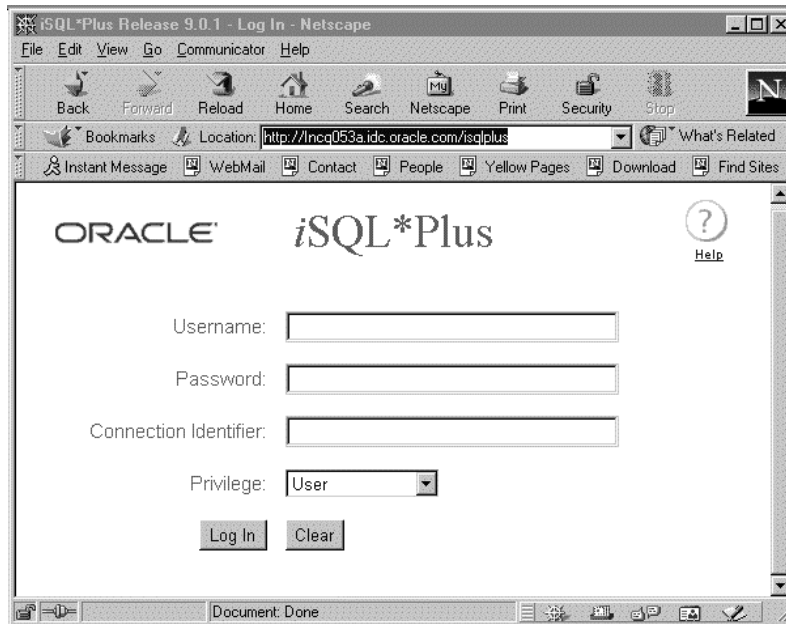 iSQL*Plus Release 9.0.1 - Log In - Netscape
File Edit View Go Communicator Help
Back Forward Reload Home Search Netscape Print Security Stop N
My
Bookmarks Location: http://lncq053a.idc.oracle.com/isqlplus What's Related
Instant Message WebMail Contact People Yellow Pages Download Find Sites
ORACLE iSQL*Plus ?
Help
Username:
Password:
Connection Identifier:
Privilege: User
Log In Clear
Document: Done